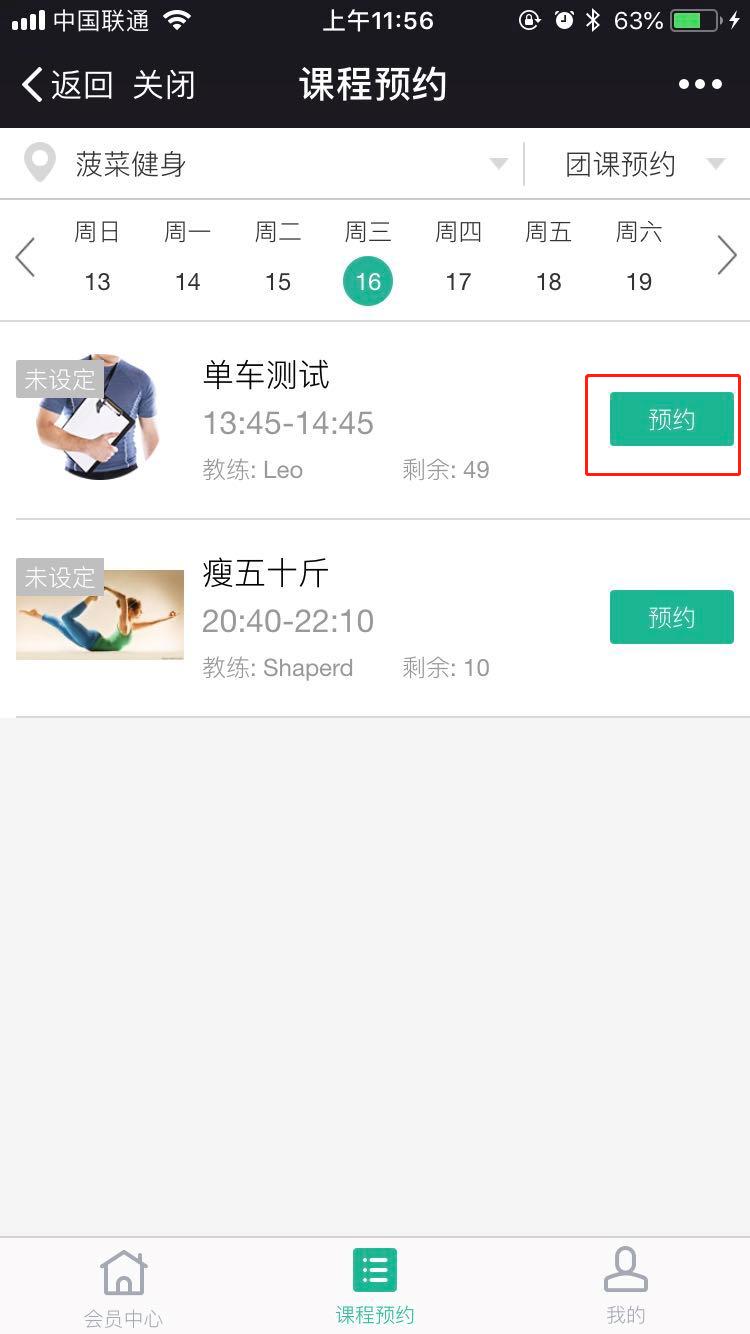 中国联通 上午11:56 63%
返回 关闭 课程预约
菠菜健身 团课预约
周日 周一 周二 周三 周四 周五 周六
13 14 15 16 17 18 19
未设定
单车测试
13:45-14:45
教练: Leo 剩余: 49
预约
未设定
瘦五十斤
20:40-22:10
教练: Shaperd 剩余: 10
预约
会员中心 课程预约 我的